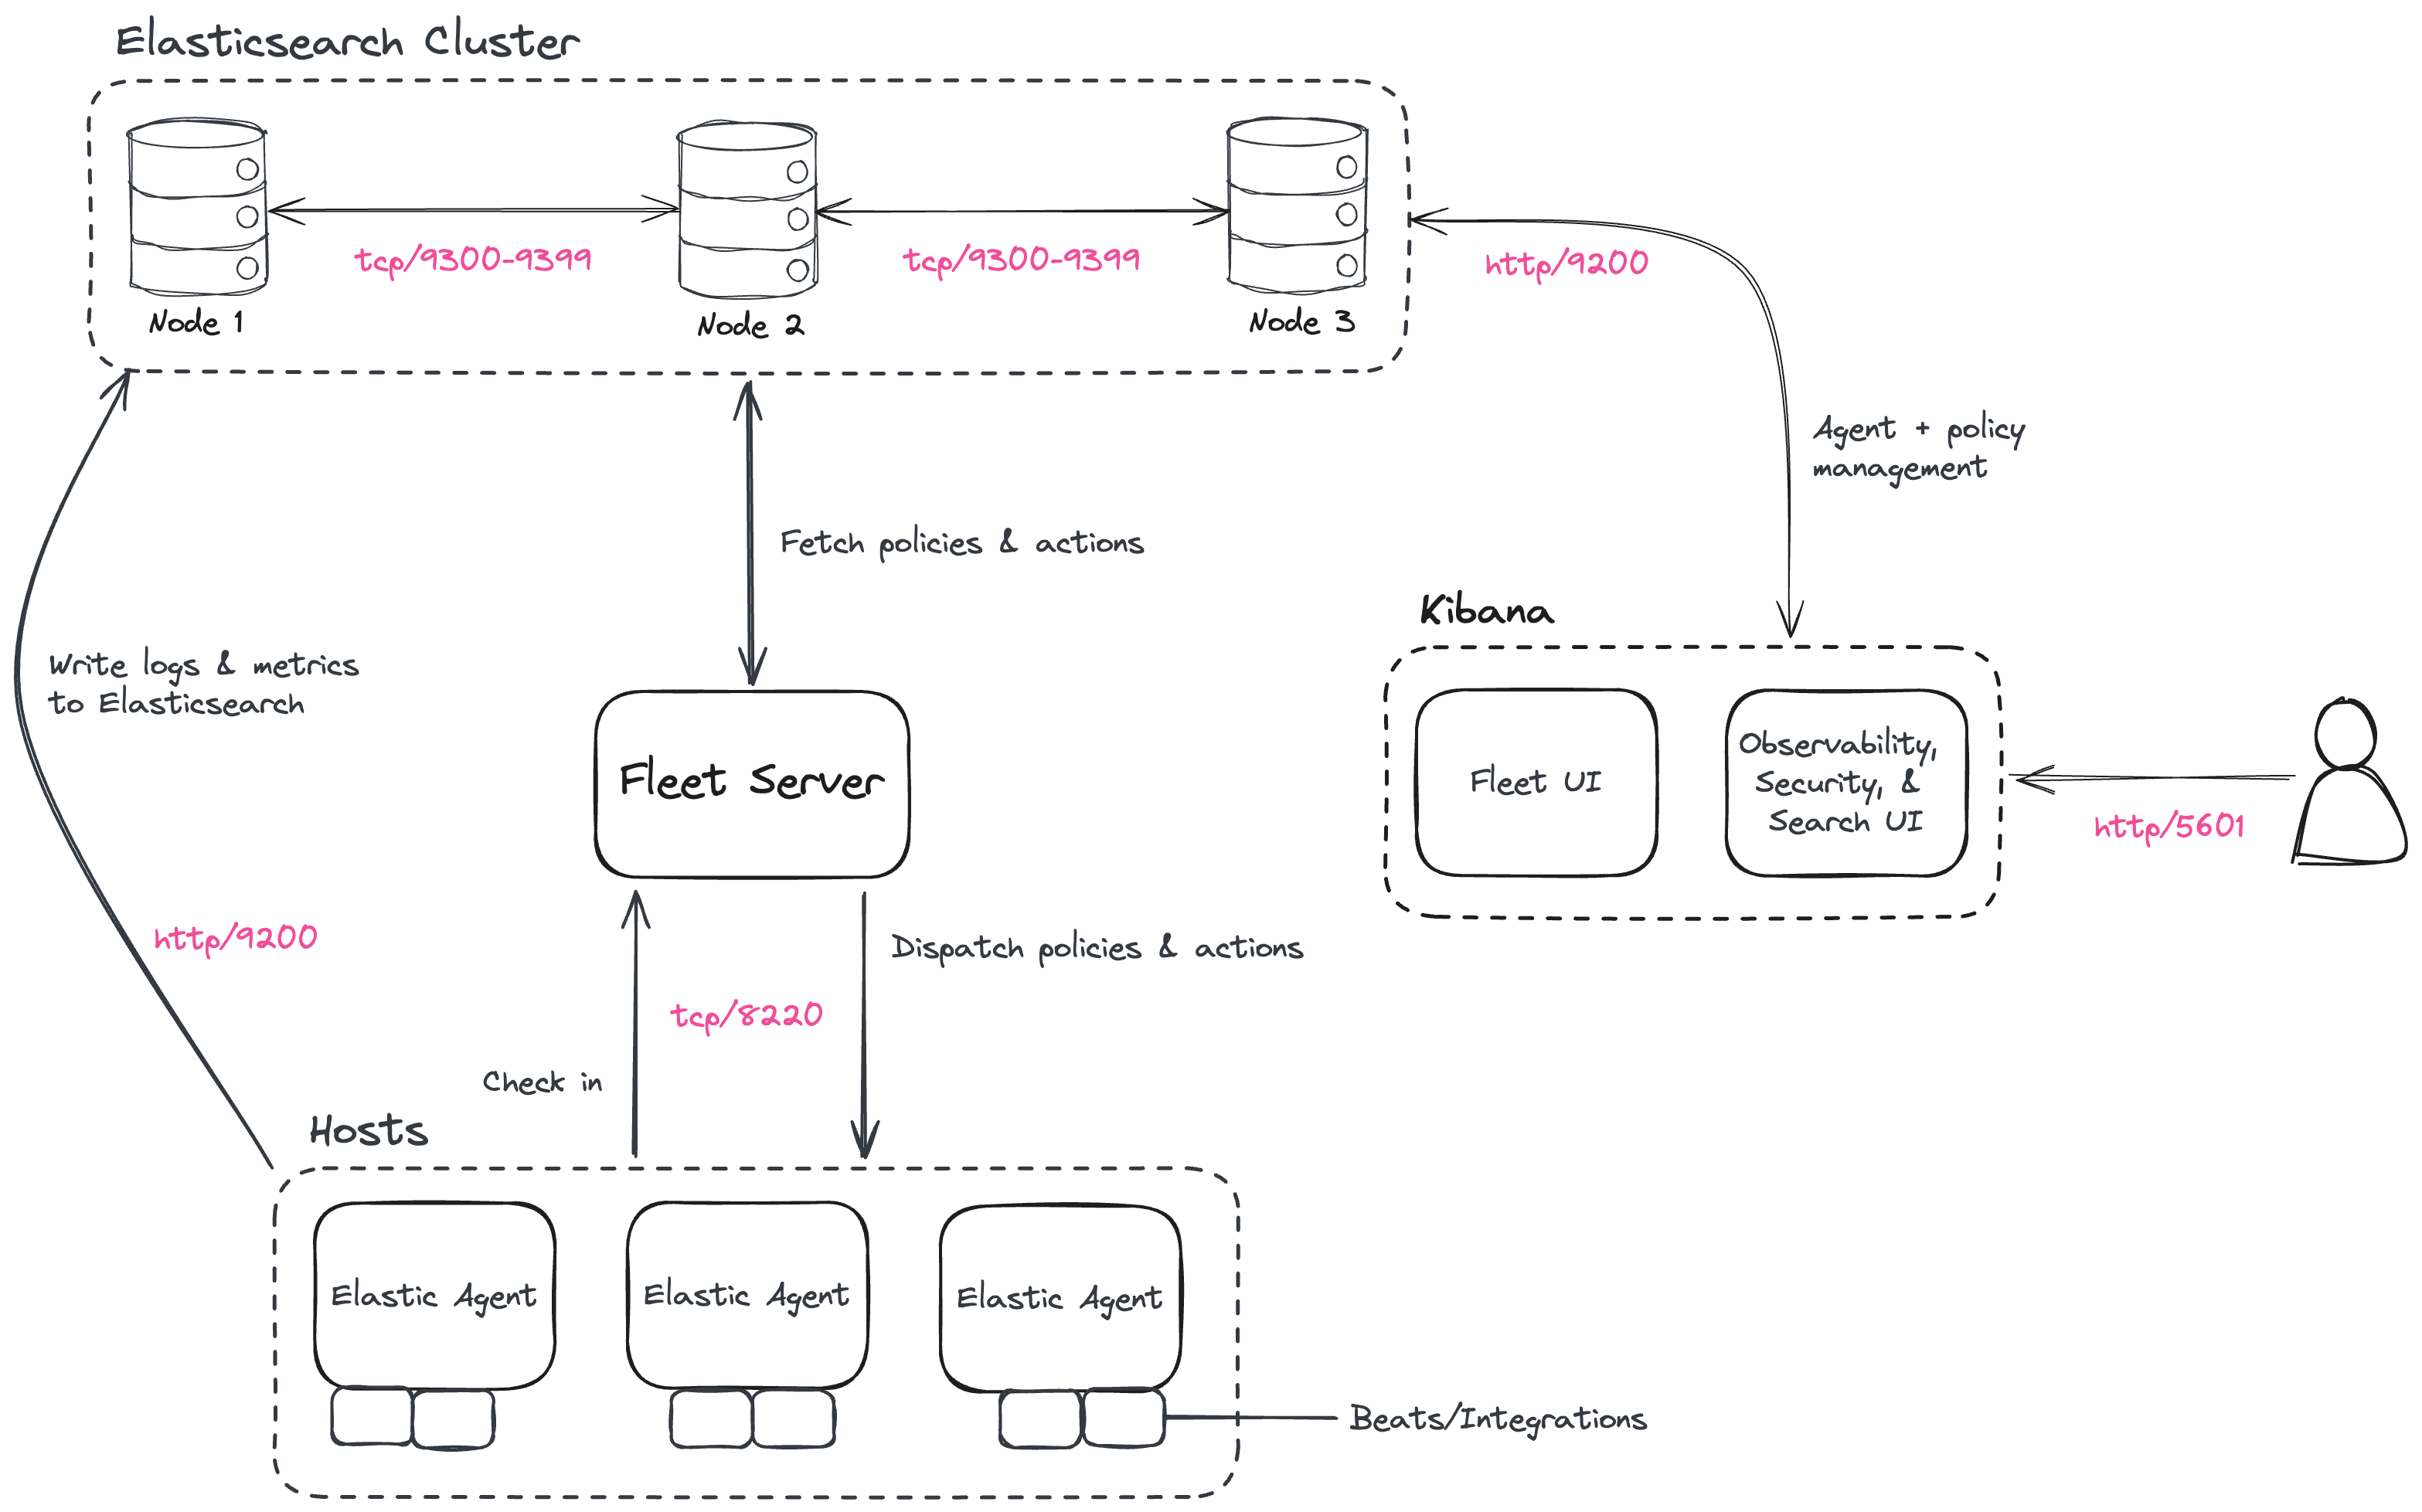 Elasticsearch Cluster
tcp/9300-9399
tcp/9300-9399
Node 1
Node 2
Node 3
http/9200
Agent + policy
management
Fetch policies & actions
Write logs & metrics
to Elasticsearch
Kibana
Fleet Server
Fleet UI
Observability,
Security, &
Search UI
http/5601
http/9200
Dispatch policies & actions
tcp/8220
Check in
Hosts
Elastic Agent
Elastic Agent
Elastic Agent
Beats/Integrations